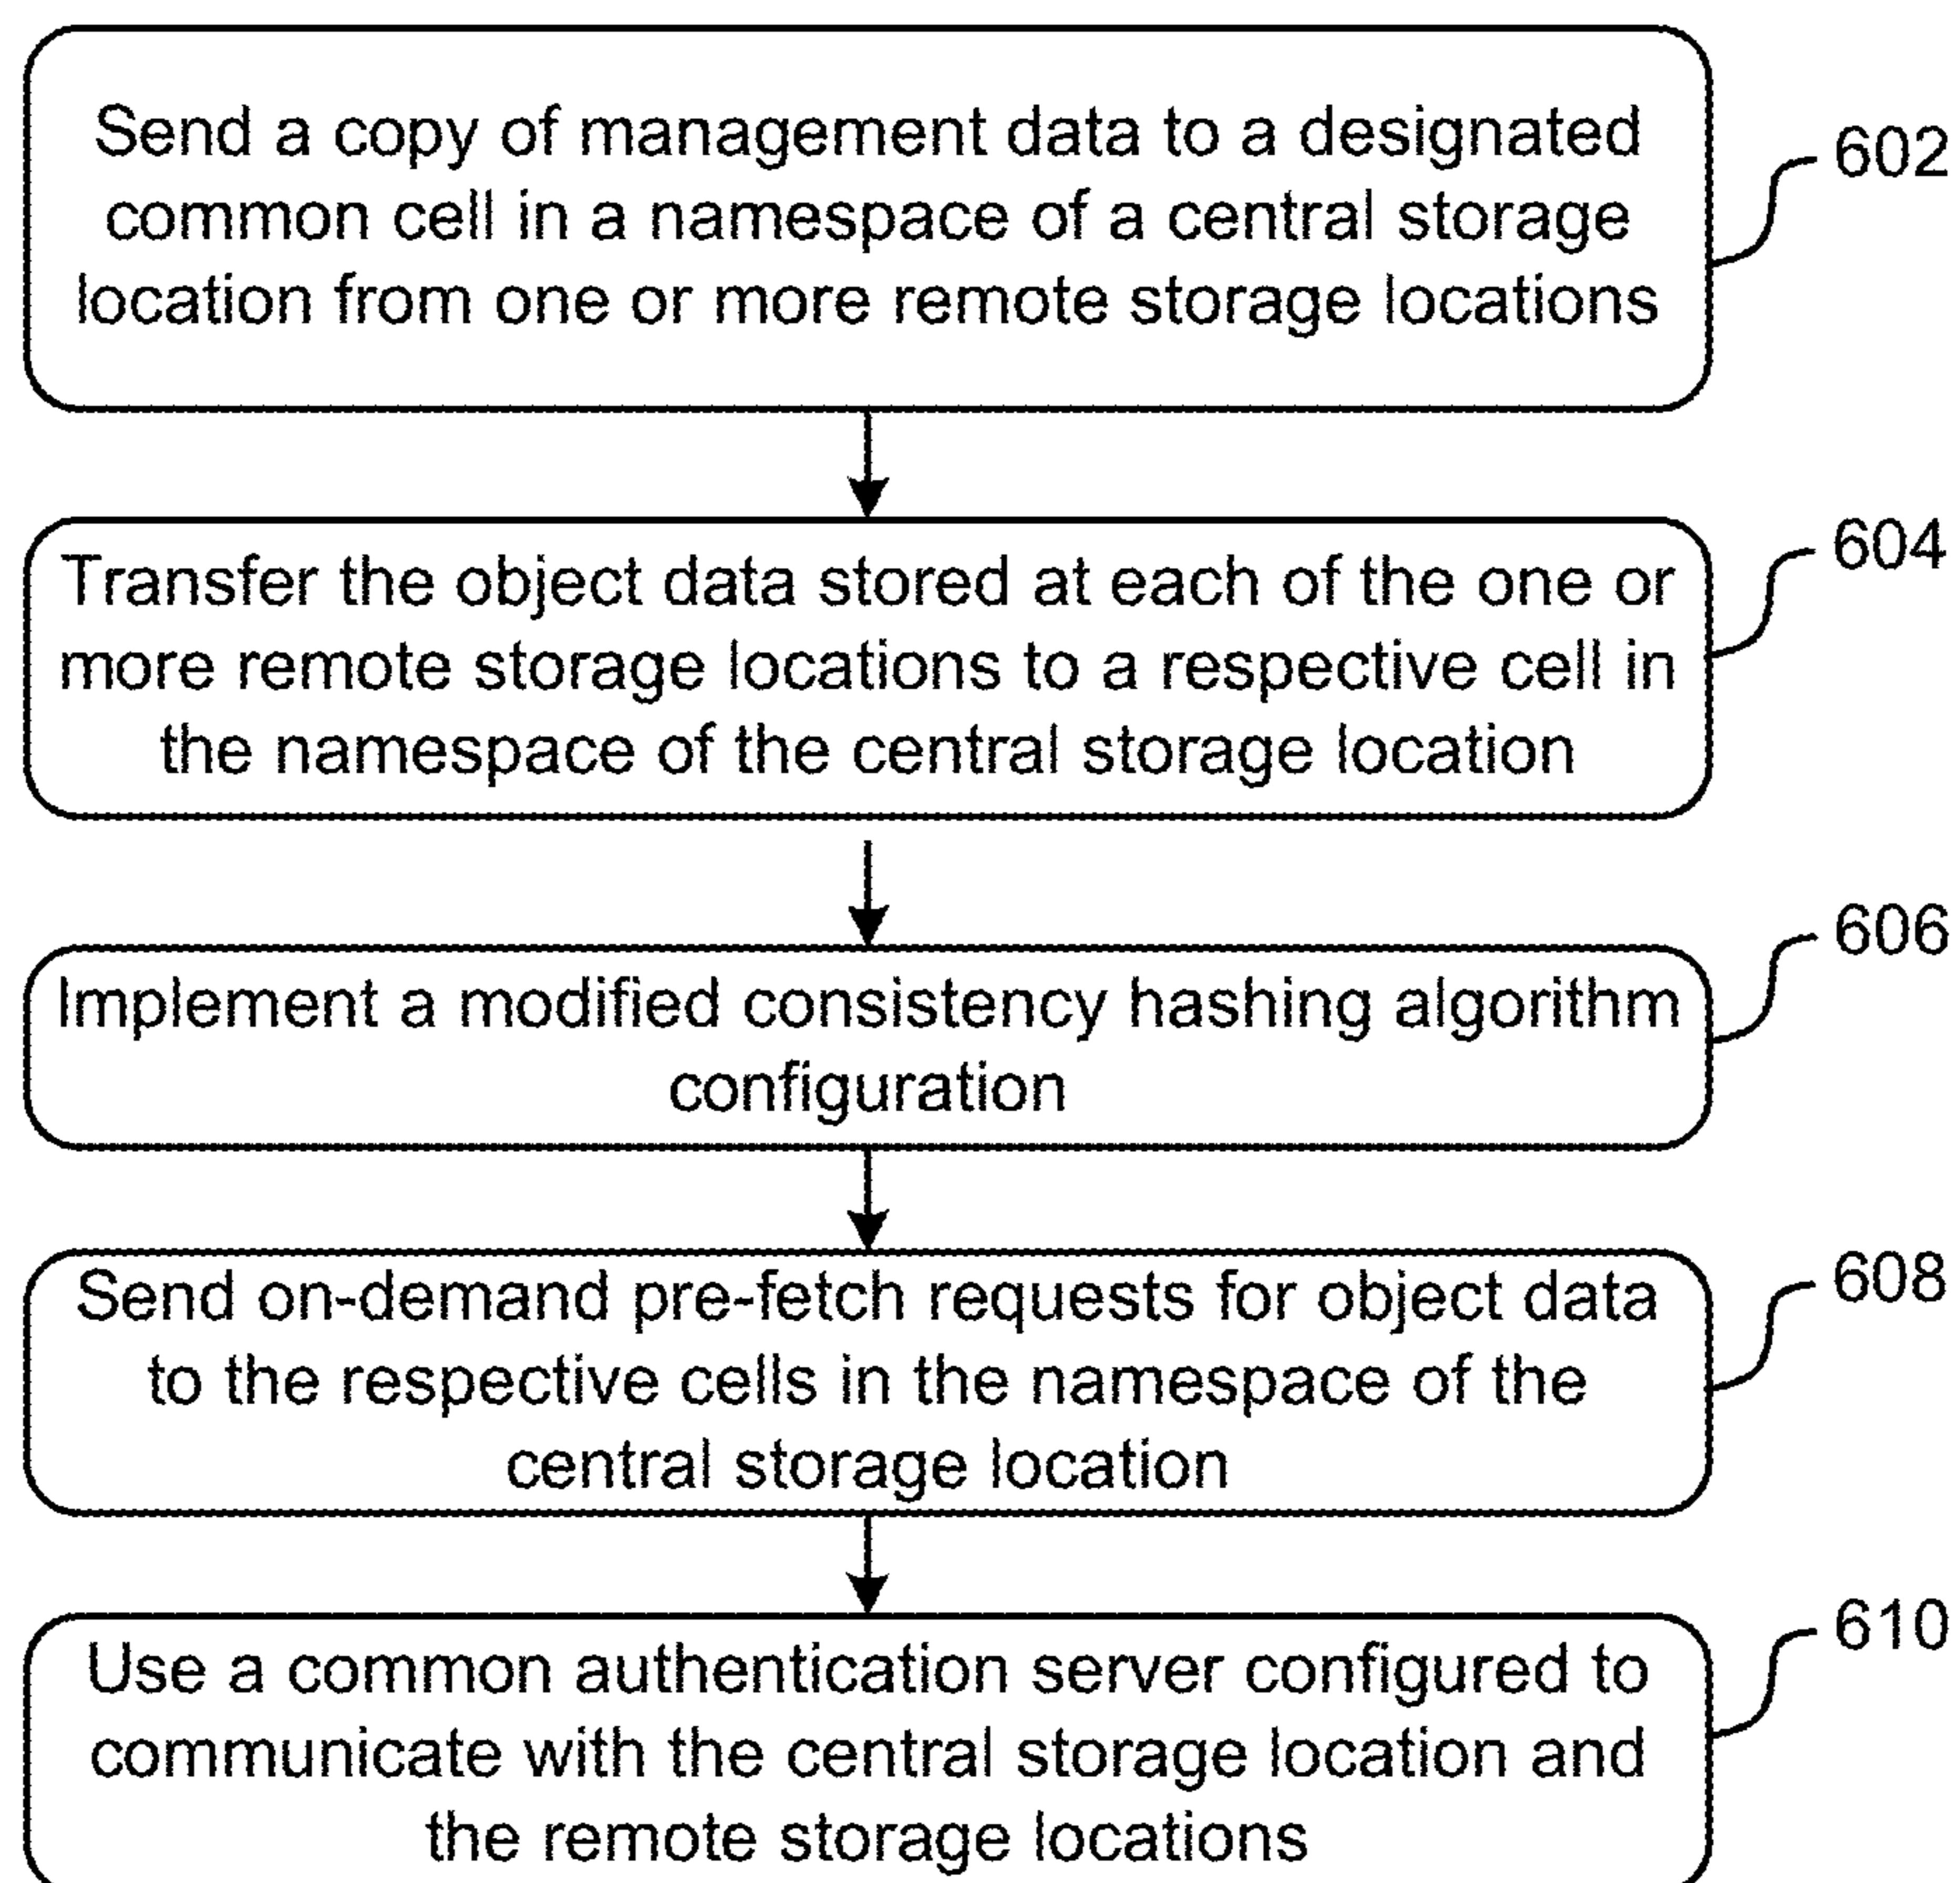 Send a copy of management data to a designated
common cell in a namespace of a central storage
location from one or more remote storage locations
602
Transfer the object data stored at each of the one or
more remote storage locations to a respective cell in
the namespace of the central storage location
604
Implement a modified consistency hashing algorithm
configuration
606
Send on-demand pre-fetch requests for object data
to the respective cells in the namespace of the
central storage location
608
Use a common authentication server configured to
communicate with the central storage location and
the remote storage locations
610